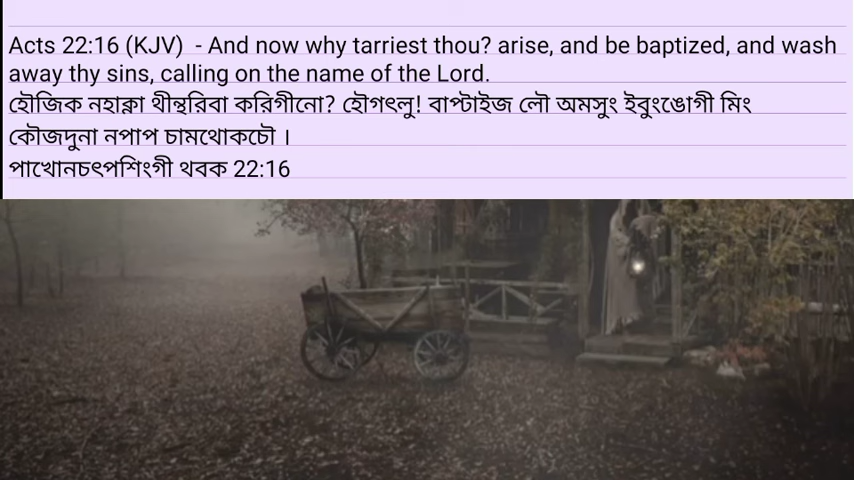 Acts 22:16 (KJV)  - And now why tarriest thou? arise, and be baptized, and wash
away thy sins, calling on the name of the Lord.
হৌজিক নহাক্না থীন্থরিবা করিগীনো? হৌগৎলু! বাপ্টাইজ লৌ অমসুং ইবুংঙোগী মিং
কৌজদুনা নপাপ চামথোকচৌ ।
পাখোনচৎপশিংগী থবক 22:16